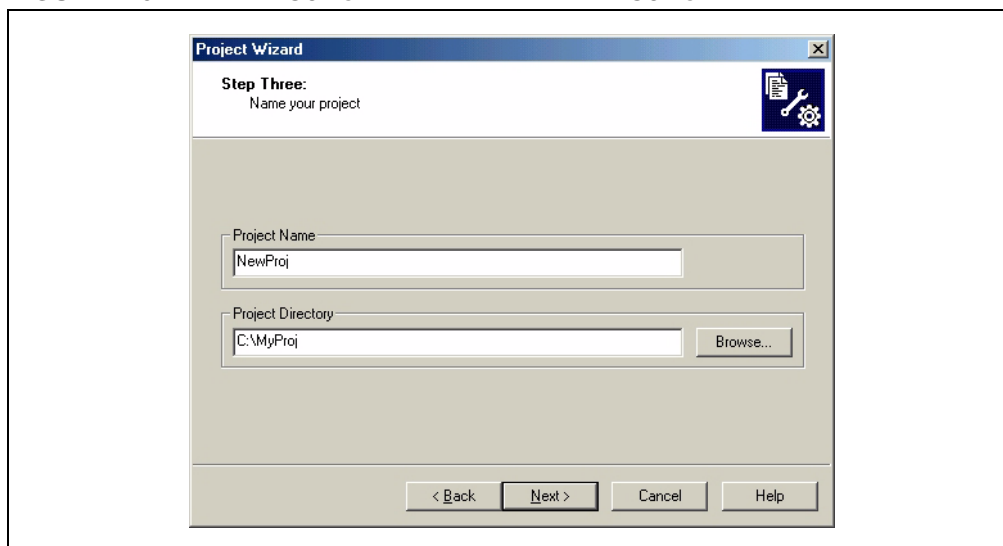 Project Wizard
Step Three:
Name your project
Project Name
NewProj
Project Directory
C:\MyProj
Browse...
< Back Next > Cancel Help